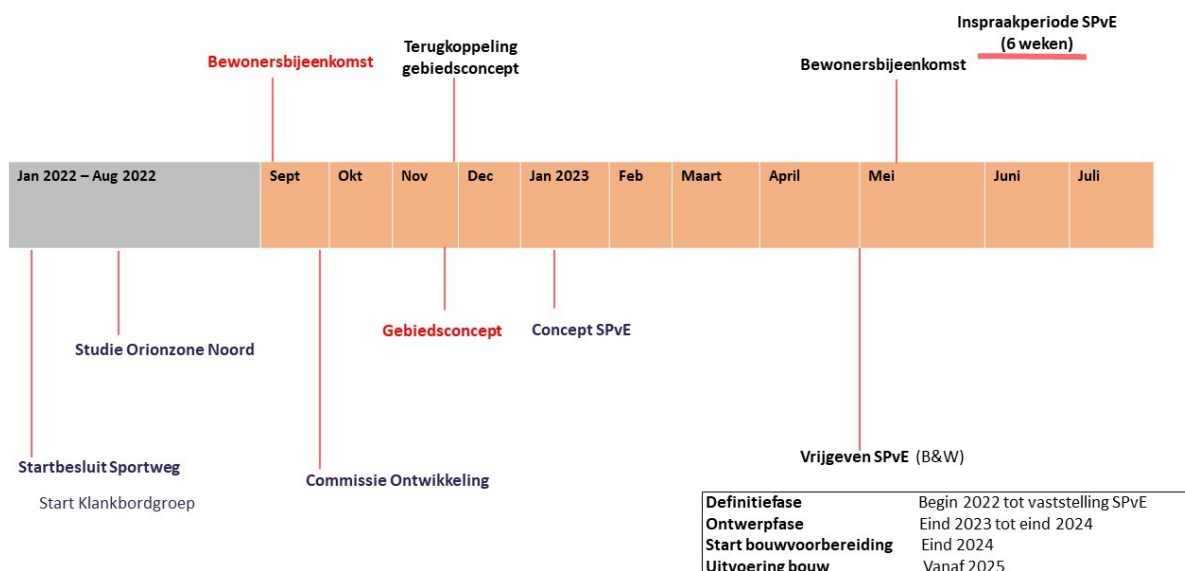 Inspraakperiode SPvE
(6 weken)
Bewonersbijeenkomst
Terugkoppeling
gebiedsconcept
Bewonersbijeenkomst
Jan 2022 – Aug 2022 Sept Okt Nov Dec Jan 2023 Feb Maart April Mei Juni Juli
Gebiedsconcept Concept SPvE
Studie Orionzone Noord
Vrijgeven SPvE (B&W)
Startbesluit Sportweg
Commissie Ontwikkeling
Start Klankbordgroep
Definitiefase Begin 2022 tot vaststelling SPvE
Ontwerpfase Eind 2023 tot eind 2024
Start bouwvoorbereiding Eind 2024
Uitvoering bouw Vanaf 2025